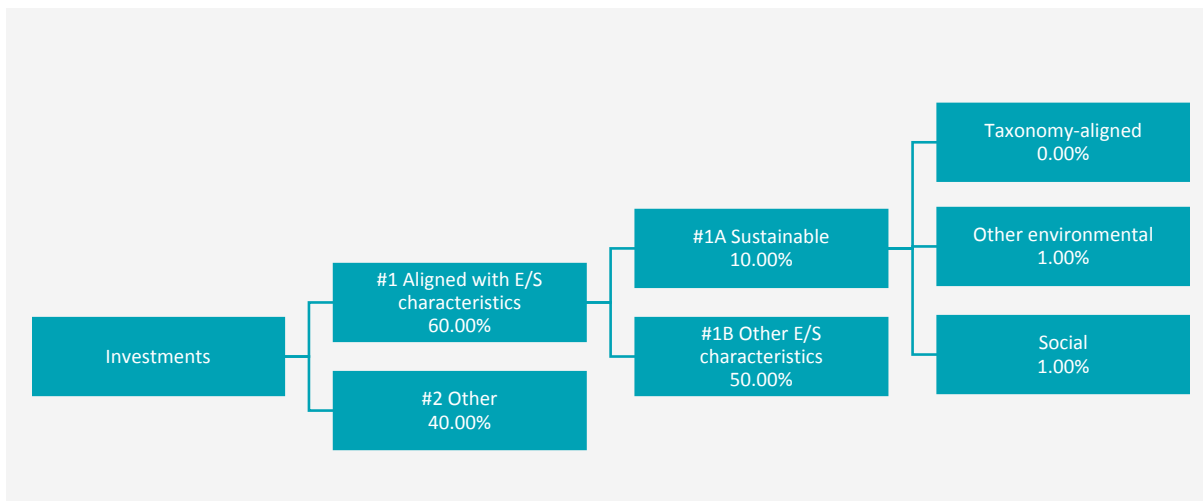 Investments
#1 Aligned with E/S
characteristics
60.00%
#2 Other
40.00%
#1A Sustainable
10.00%
#1B Other E/S
characteristics
50.00%
Taxonomy-aligned
0.00%
Other environmental
1.00%
Social
1.00%